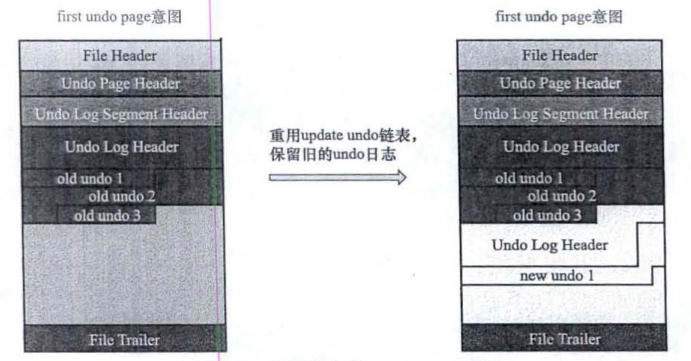 first undo page意图
File Header
Undo Page Header
Undo Log Segment Header
Undo Log Header
old undo 1
old undo 2
old undo 3
File Trailer
重用update undo链表，
保留旧的undo日志
first undo page意图
File Header
Undo Page Header
Undo Log Segment Header
Undo Log Header
old undo 1
old undo 2
old undo 3
Undo Log Header
new undo 1
File Trailer